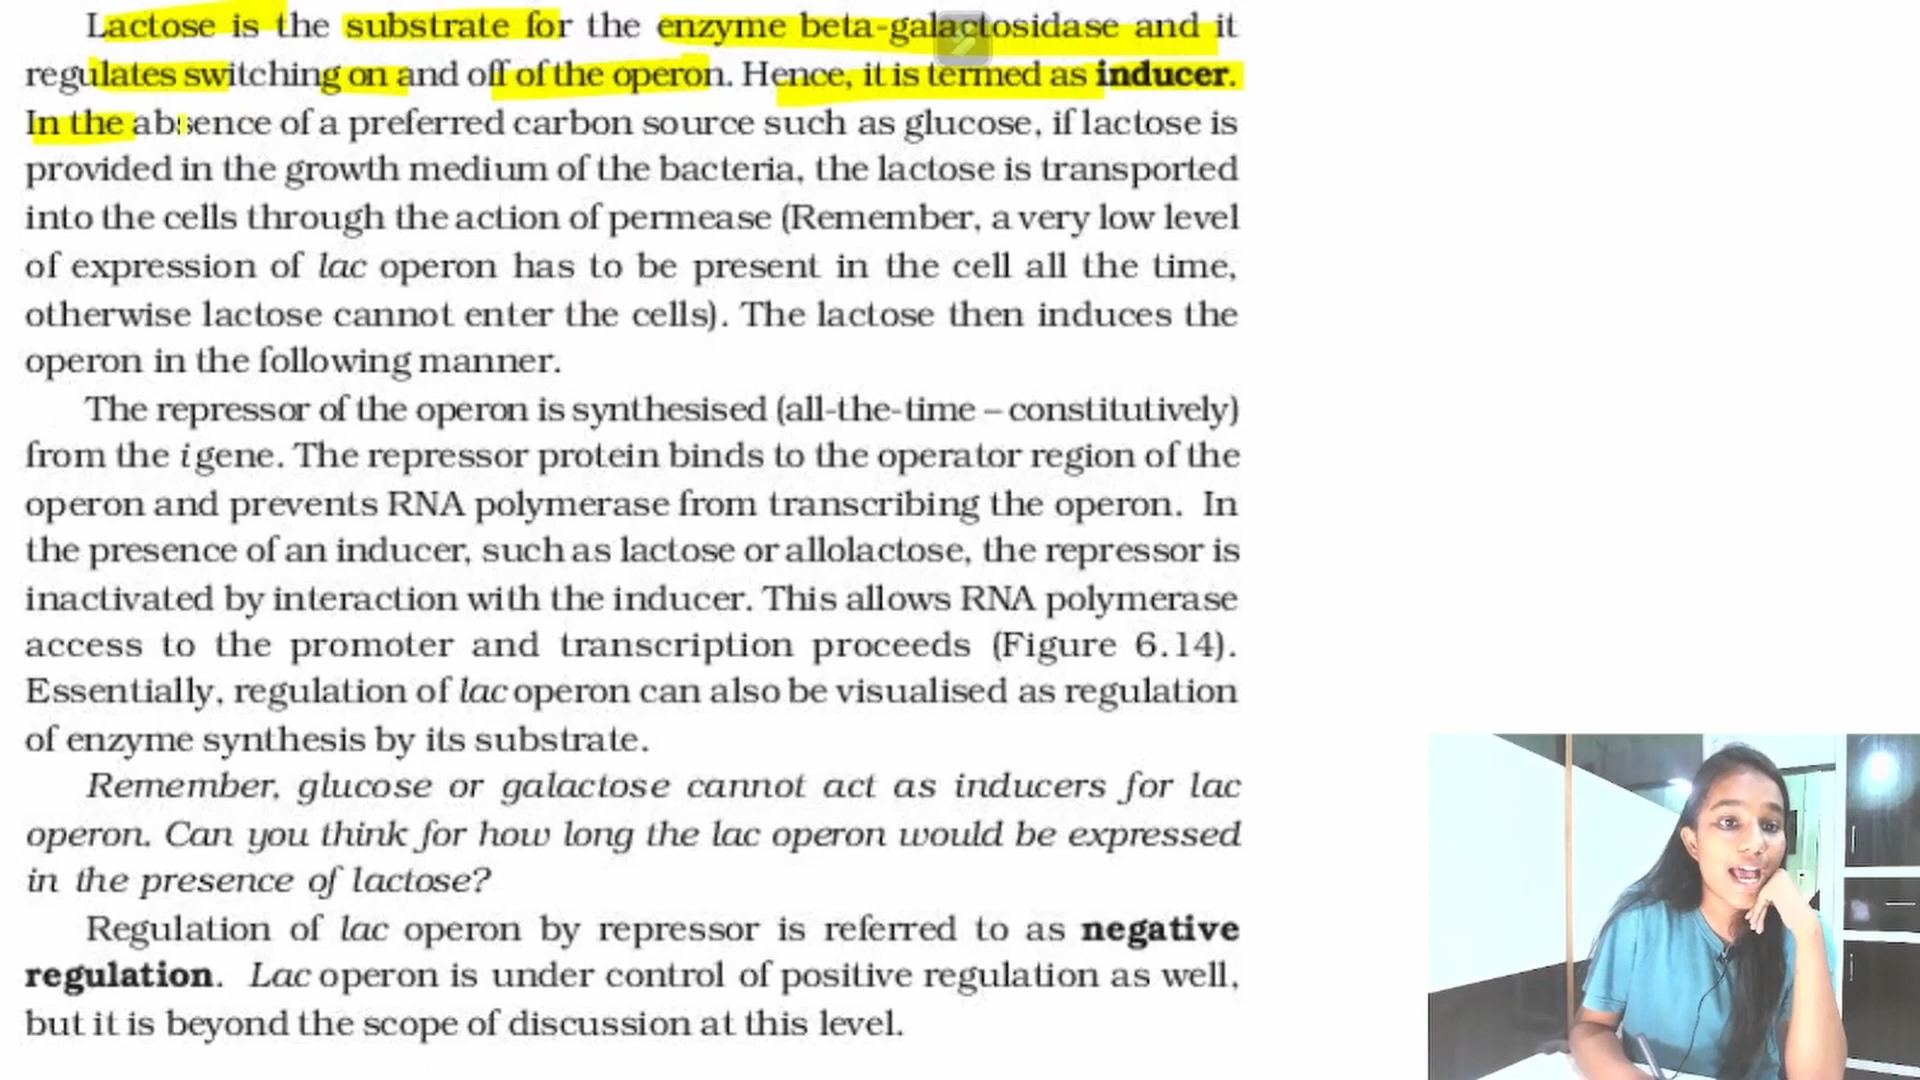 Lactose is the substrate for the enzyme beta-galactosidase and it
regulates switching on and off of the operon. Hence, it is termed as inducer.
In the absence of a preferred carbon source such as glucose, if lactose is
provided in the growth medium of the bacteria, the lactose is transported
into the cells through the action of permease (Remember, a very low level
of expression of lac operon has to be present in the cell all the time,
otherwise lactose cannot enter the cells). The lactose then induces the
operon in the following manner.
The repressor of the operon is synthesised (all-the-time – constitutively)
from the i gene. The repressor protein binds to the operator region of the
operon and prevents RNA polymerase from transcribing the operon. In
the presence of an inducer, such as lactose or allolactose, the repressor is
inactivated by interaction with the inducer. This allows RNA polymerase
access to the promoter and transcription proceeds (Figure 6.14).
Essentially, regulation of lac operon can also be visualised as regulation
of enzyme synthesis by its substrate.
Remember, glucose or galactose cannot act as inducers for lac
operon. Can you think for how long the lac operon would be expressed
in the presence of lactose?
Regulation of lac operon by repressor is referred to as negative
regulation. Lac operon is under control of positive regulation as well,
but it is beyond the scope of discussion at this level.